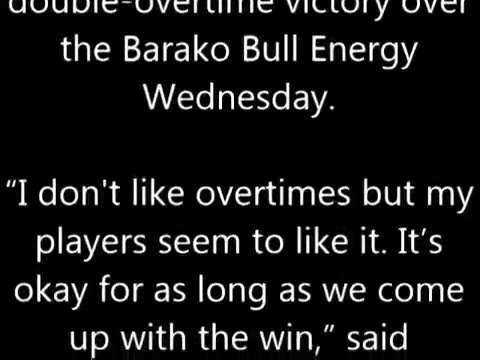 double-overtime victory over
the Barako Bull Energy
Wednesday.
“I don't like overtimes but my
players seem to like it. It’s
okay for as long as we come
up with the win,” said